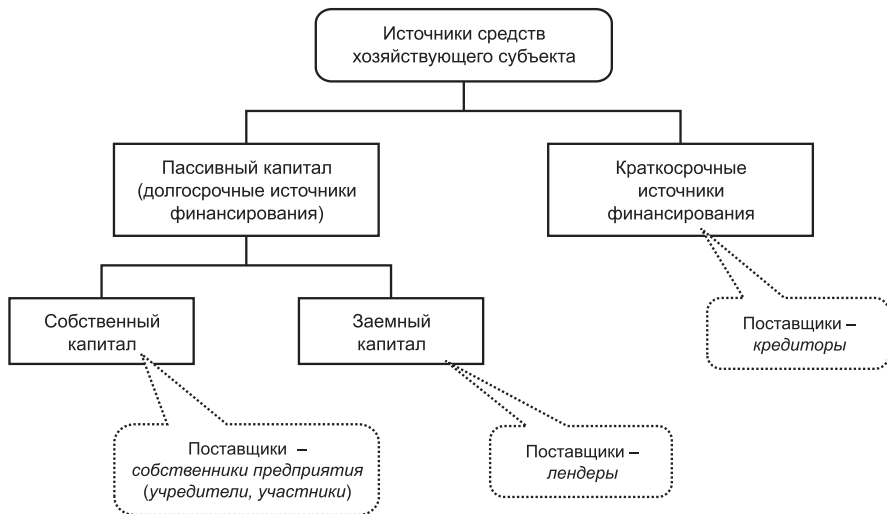 Источники средств
хозяйствующего субъекта
Пассивный капитал
(долгосрочные источники
финансирования)
Краткосрочные
источники
финансирования
Собственный
капитал
Заемный
капитал
Поставщики –
кредиторы
Поставщики –
собственники предприятия
(учредители, участники)
Поставщики –
лендеры